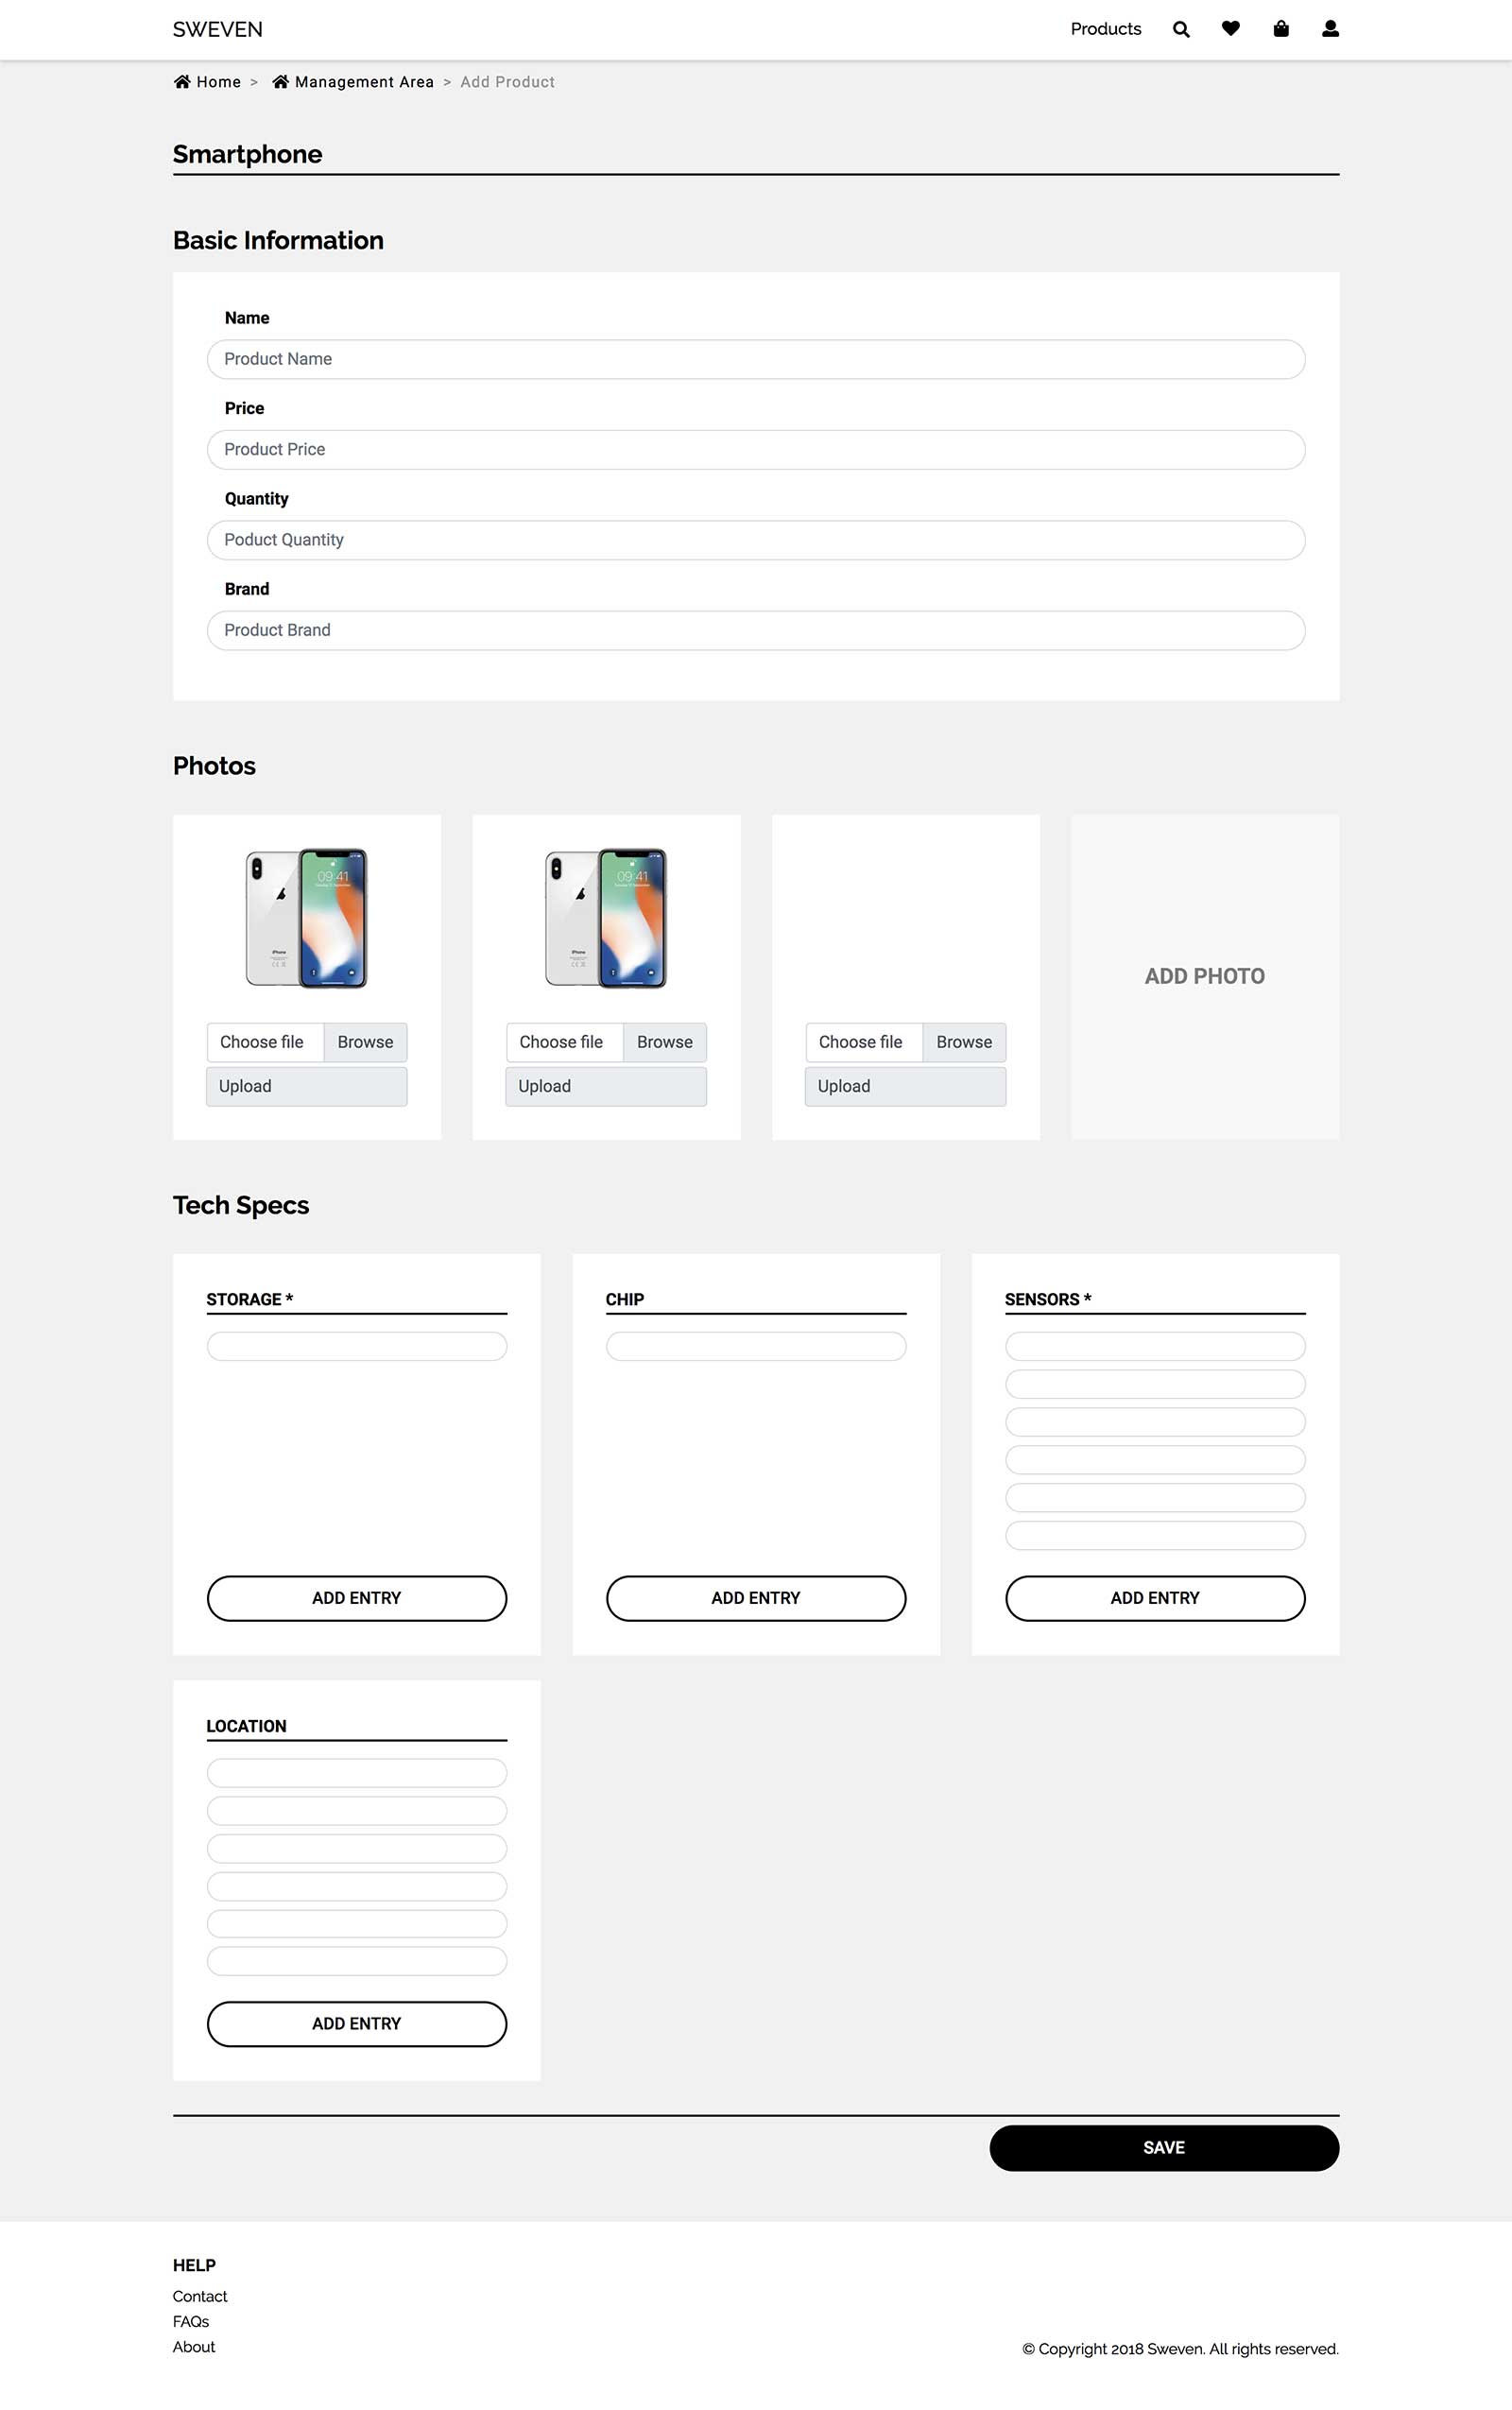 SWEVEN
Products
Home > Management Area > Add Product
Smartphone
Basic Information
Name
Product Name
Price
Product Price
Quantity
Poduct Quantity
Brand
Product Brand
Photos
09:41
iPhone
Choose file Browse
Upload
09:41
iPhone
Choose file Browse
Upload
Choose file Browse
Upload
ADD PHOTO
Tech Specs
STORAGE *
ADD ENTRY
CHIP
ADD ENTRY
SENSORS *
ADD ENTRY
LOCATION
ADD ENTRY
SAVE
HELP
Contact
FAQs
About
© Copyright 2018 Sweven. All rights reserved.